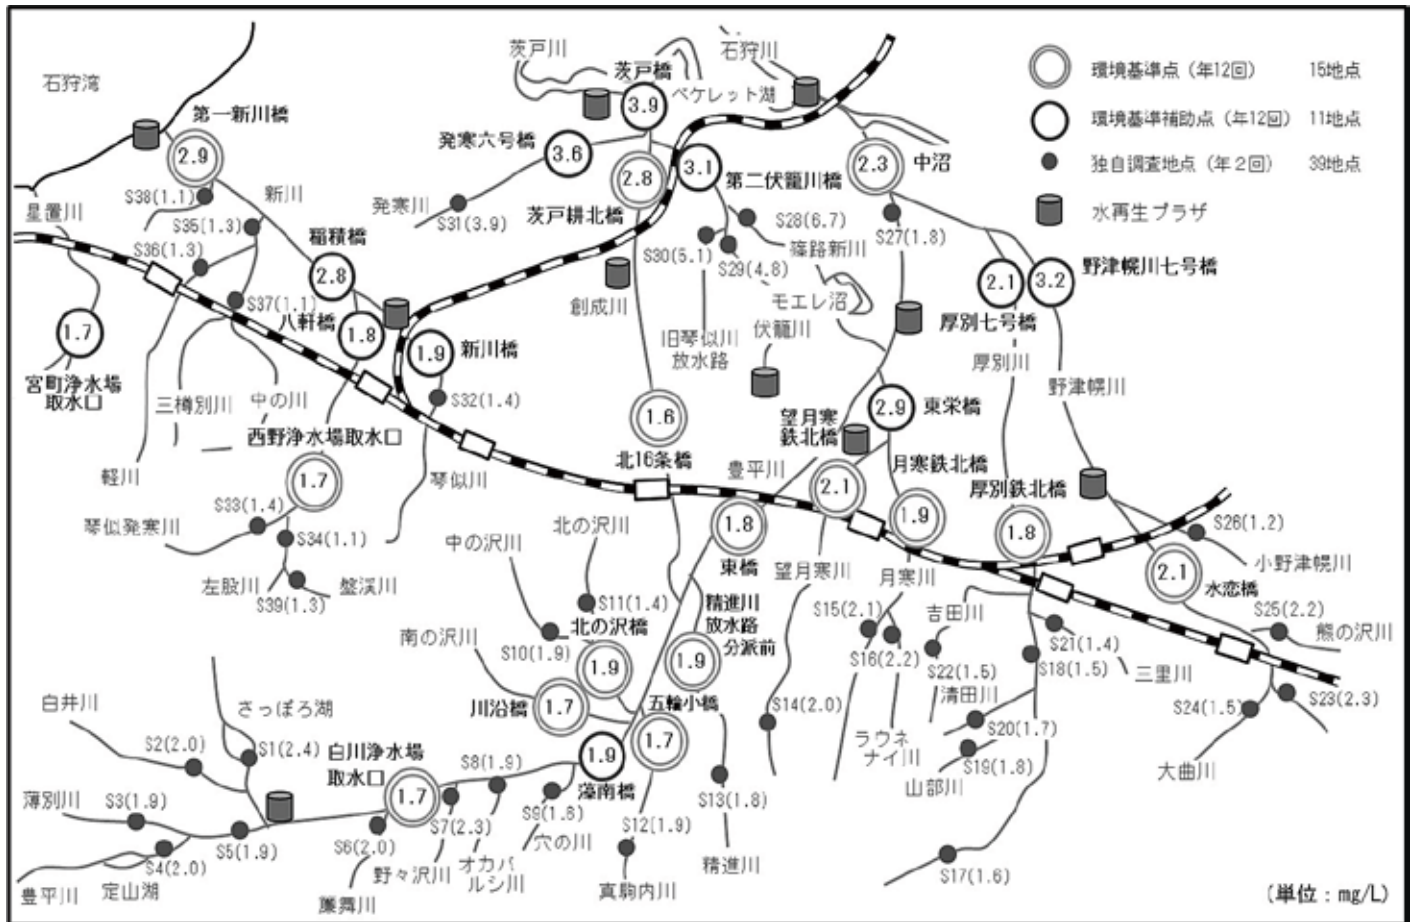 石狩湾
茨戸川
茨戸橋
3.9
ペケレット湖
石狩川
環境基準点（年12回） 15地点
環境基準補助点（年12回） 11地点
独自調査地点（年2回） 39地点
水再生プラザ
第一新川橋
2.9
発寒六号橋
3.6
2.8
茨戸耕北橋
3.1
第二伏籠川橋
2.3
中沼
S38(1.1)
新川
星置川
S35(1.3)
S36(1.3)
稲積橋
2.8
S37(1.1)
発寒川
S31(3.9)
S28(6.7)
篠路新川
S30(5.1)
S29(4.8)
S27(1.8)
2.1
厚別七号橋
3.2
野津幌川七号橋
創成川
モエレ沼
旧琴似川
放水路
伏籠川
厚別川
野津幌川
1.7
宮町浄水場
取水口
八軒橋
1.8
1.9
新川橋
三樽別川
中の川
S32(1.4)
西野浄水場取水口
1.7
軽川
琴似川
1.6
北16条橋
望月寒
鉄北橋
2.9
東栄橋
豊平川
2.1
月寒鉄北橋
1.9
厚別鉄北橋
1.8
S33(1.4)
琴似発寒川
S34(1.1)
左股川
盤渓川
S39(1.3)
1.8
東橋
S26(1.2)
小野津幌川
2.1
水恋橋
S25(2.2)
熊の沢川
北の沢川
中の沢川
S11(1.4)
北の沢橋
S10(1.9)
1.9
南の沢川
川沿橋
1.7
精進川
放水路
分派前
1.9
望月寒川
月寒川
S15(2.1)
S16(2.2)
吉田川
S22(1.5)
清田川
S21(1.4)
S18(1.5)
三里川
S24(1.5)
S23(2.3)
大曲川
S14(2.0)
ラウネ
ナイ川
S20(1.7)
S19(1.8)
山部川
五輪小橋
1.7
1.9
藻南橋
白井川
さっぽろ湖
S2(2.0)
S1(2.4)
白川浄水場
取水口
1.7
S8(1.9)
薄別川
S3(1.9)
S4(2.0)
S5(1.9)
S6(2.0)
S7(2.3)
野々沢川
オカバ
ルシ川
穴の川
S12(1.9)
S13(1.8)
精進川
真駒内川
豊平川
定山湖
簾舞川
S17(1.6)
(単位：mg/L)